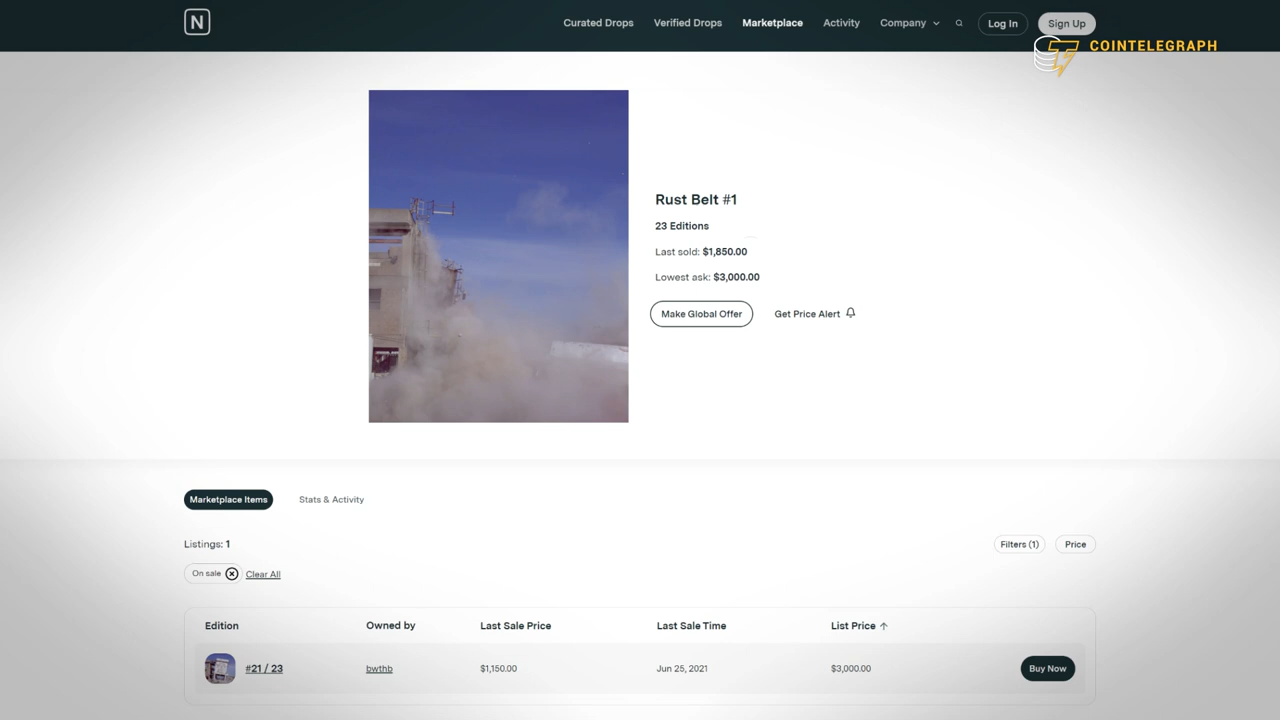 N
Curated Drops Verified Drops Marketplace Activity Company Log In Sign Up
COINTELEGRAPH
Rust Belt #1
23 Editions
Last sold: $1,850.00
Lowest ask: $3,000.00
Make Global Offer Get Price Alert
Marketplace Items Stats & Activity
Listings: 1 Filters (1) Price
On sale Clear All
Edition Owned by Last Sale Price Last Sale Time List Price
#21 / 23 bwthb $1,150.00 Jun 25, 2021 $3,000.00 Buy Now